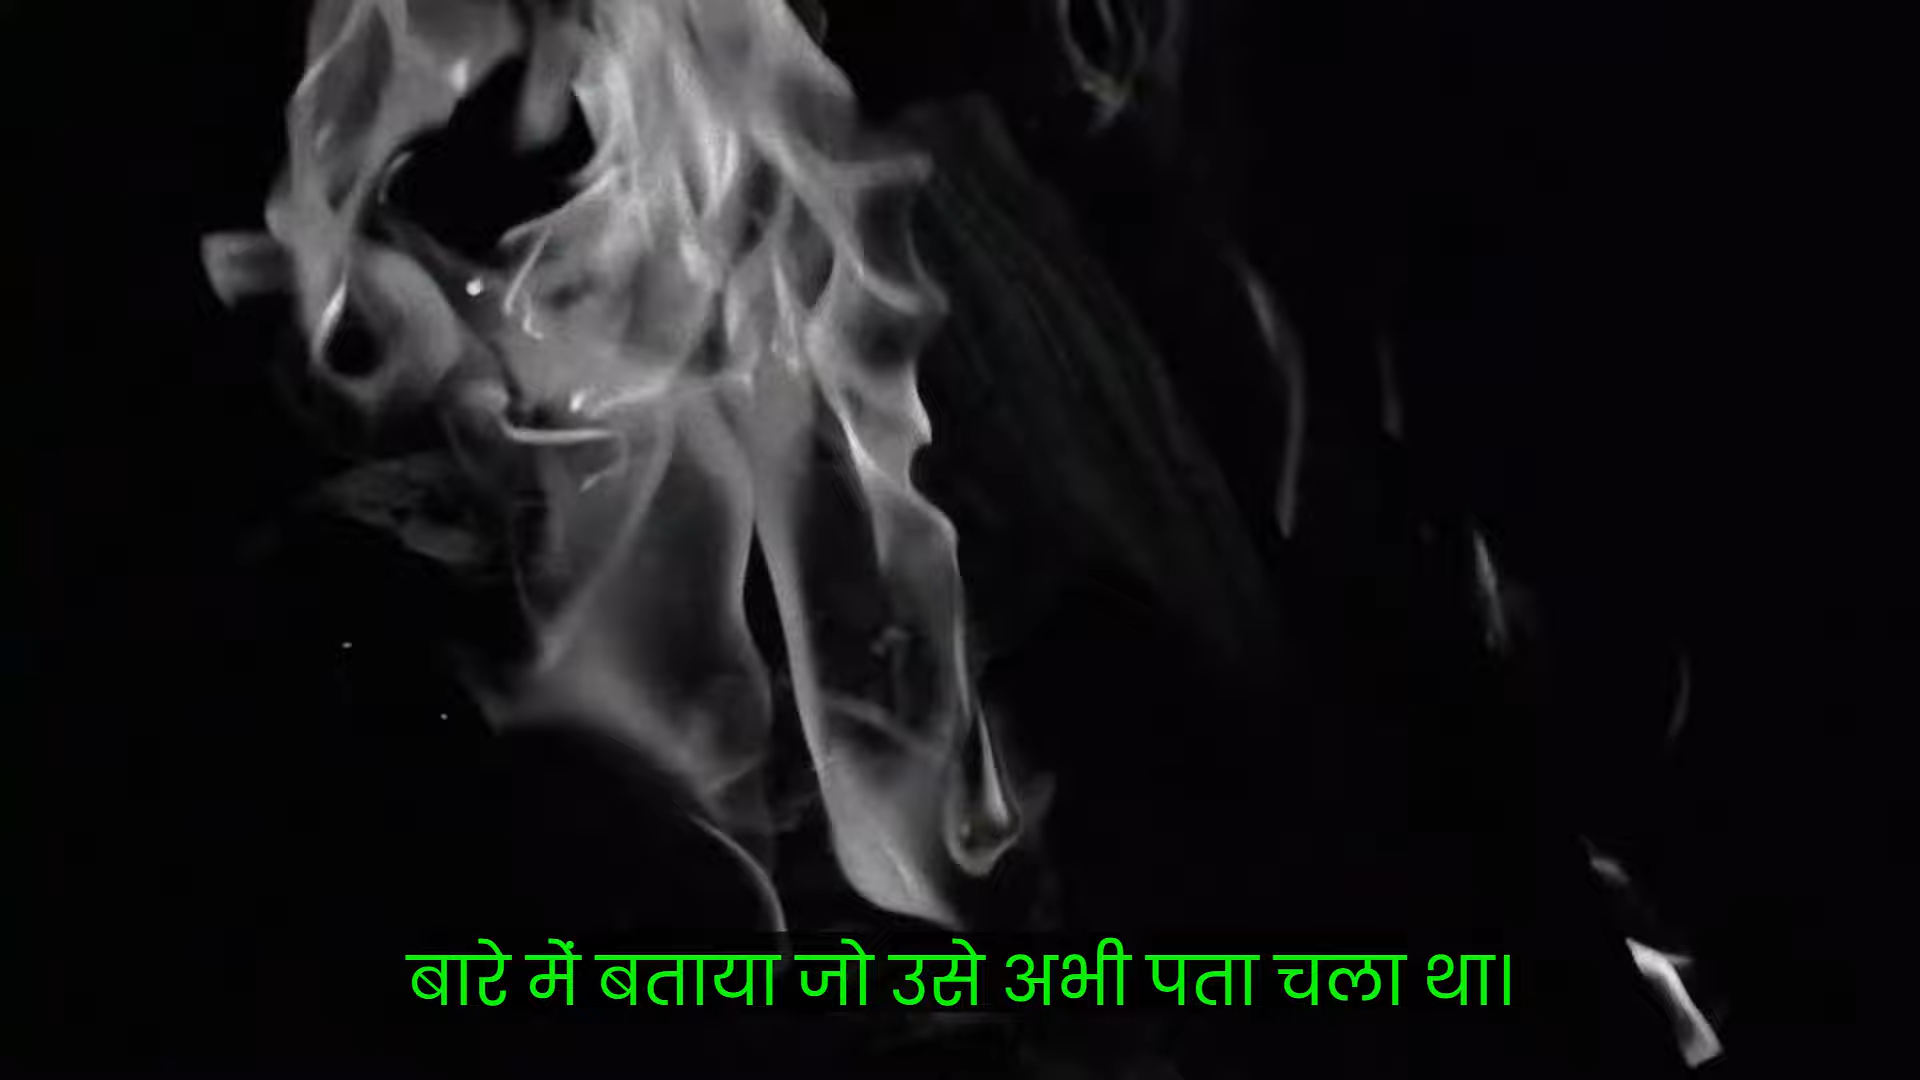 बारे में बताया जो उसे अभी पता चला था।